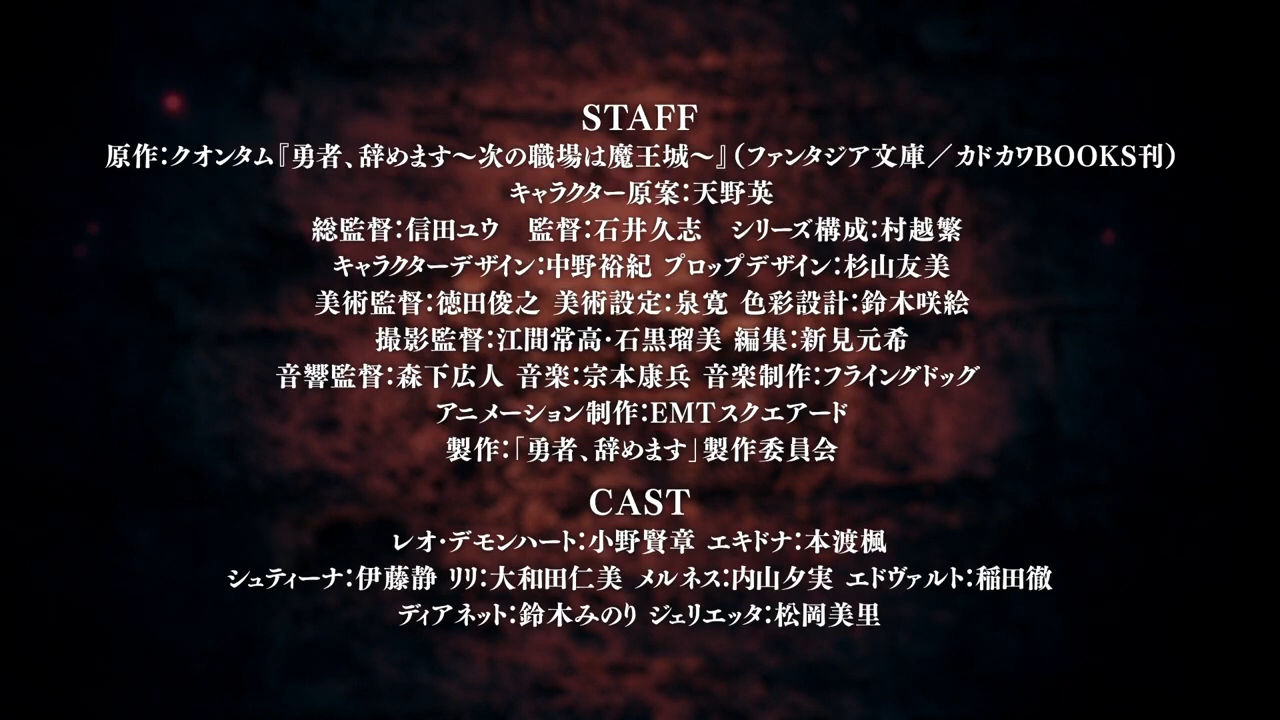 STAFF
原作：クオンタム『勇者、辞めます～次の職場は魔王城～』（ファンタジア文庫／カドカワBOOKS刊）
キャラクター原案：天野英
総監督：信田ユウ　監督：石井久志　シリーズ構成：村越繁
キャラクターデザイン：中野裕紀 プロップデザイン：杉山友美
美術監督：徳田俊之 美術設定：泉寛 色彩設計：鈴木咲絵
撮影監督：江間常高・石黒瑠美 編集：新見元希
音響監督：森下広人 音楽：宗本康兵 音楽制作：フライングドッグ
アニメーション制作：EMTスクエアード
製作：「勇者、辞めます」製作委員会
CAST
レオ・デモンハート：小野賢章 エキドナ：本渡楓
シュティーナ：伊藤静 リリ：大和田仁美 メルネス：内山夕実 エドヴァルト：稲田徹
ディアネット：鈴木みのり ジェリエッタ：松岡美里